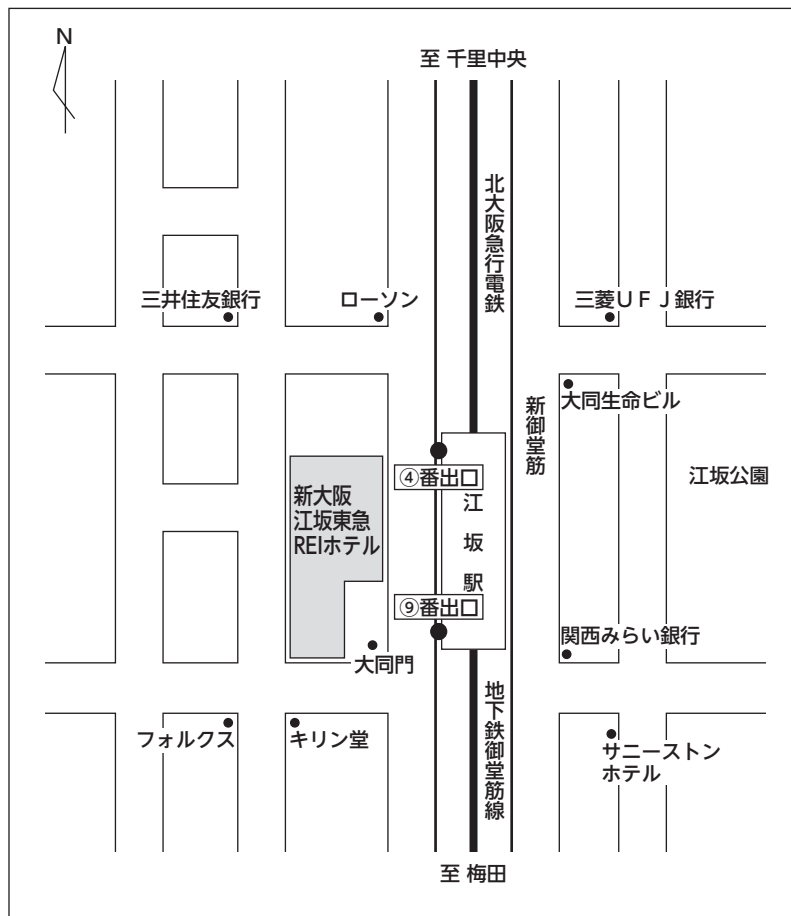 N
至 千里中央
北大阪急行電鉄
三井住友銀行
ローソン
三菱UFJ銀行
新御堂筋
大同生命ビル
江坂公園
④番出口
新大阪
江坂東急
REIホテル
江坂駅
⑨番出口
関西みらい銀行
大同門
地下鉄御堂筋線
フォルクス
キリン堂
サニーストン
ホテル
至 梅田